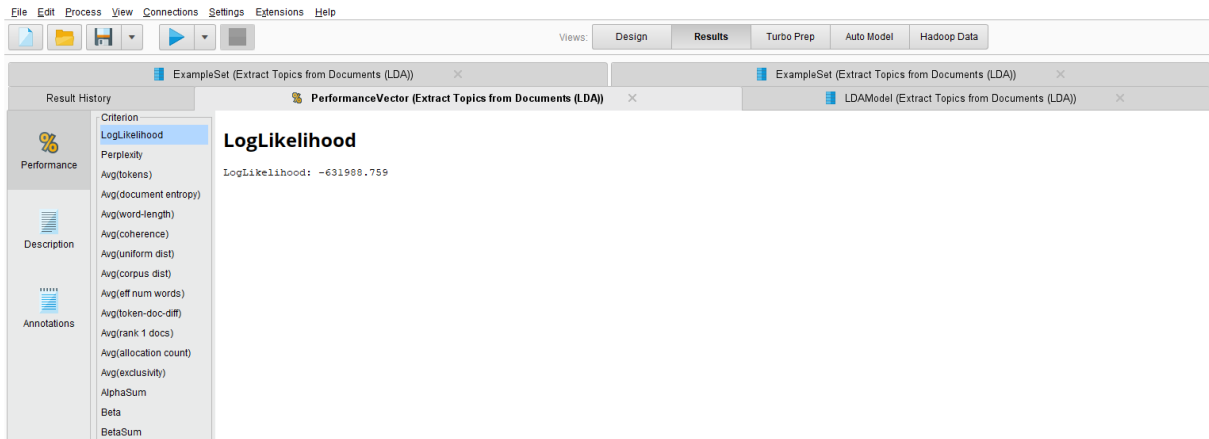 File Edit Process View Connections Settings Extensions Help
Views: Design Results Turbo Prep Auto Model Hadoop Data
ExampleSet (Extract Topics from Documents (LDA)) ExampleSet (Extract Topics from Documents (LDA))
Result History PerformanceVector (Extract Topics from Documents (LDA)) LDAModel (Extract Topics from Documents (LDA))
%
Performance
Description
Annotations
Criterion
LogLikelihood
Perplexity
Avg(tokens)
Avg(document entropy)
Avg(word-length)
Avg(coherence)
Avg(uniform dist)
Avg(corpus dist)
Avg(eff num words)
Avg(token-doc-diff)
Avg(rank 1 docs)
Avg(allocation count)
Avg(exclusivity)
AlphaSum
Beta
BetaSum
LogLikelihood
LogLikelihood: -631988.759